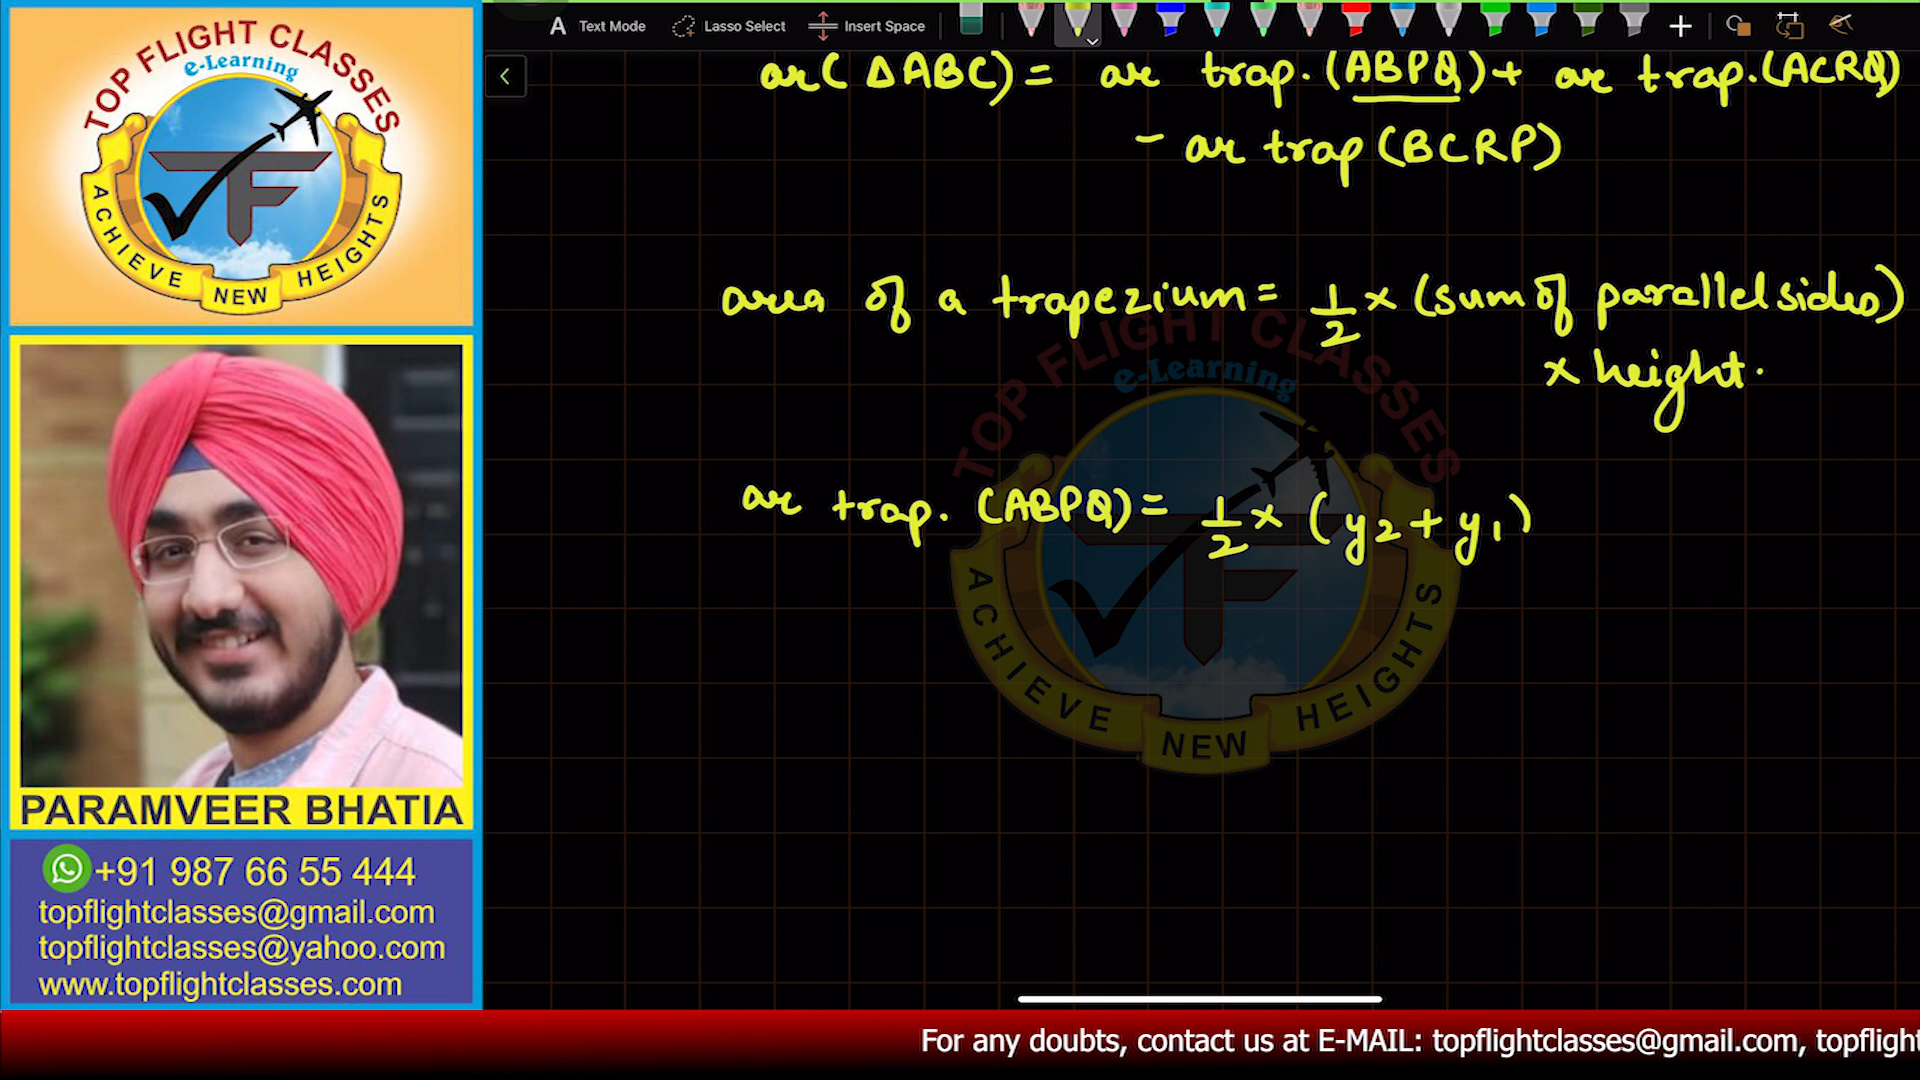 TOP FLIGHT CLASSES
e-Learning
TF
ACHIEVE NEW HEIGHTS
PARAMVEER BHATIA
+91 987 66 55 444
topflightclasses@gmail.com
topflightclasses@yahoo.com
www.topflightclasses.com
A Text Mode Lasso Select Insert Space
ar(ΔABC)= ar trap.(ABPQ)+ ar trap.(ACRQ)
- ar trap(BCRP)
area of a trapezium= 1/2 × (sum of parallel sides)
× height.
ar trap. (ABPQ)= 1/2 × (y₂+y₁)
TOP FLIGHT CLASSES
e-Learning
TF
ACHIEVE NEW HEIGHTS
For any doubts, contact us at E-MAIL: topflightclasses@gmail.com, topflight